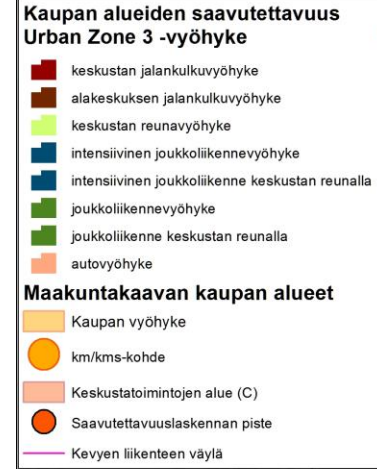 Kaupan alueiden saavutettavuus
Urban Zone 3 -vyöhyke
keskustan jalankulkuvyöhyke
alakeskuksen jalankulkuvyöhyke
keskustan reunavyöhyke
intensiivinen joukkoliikennevyöhyke
intensiivinen joukkoliikenne keskustan reunalla
joukkoliikennevyöhyke
joukkoliikenne keskustan reunalla
autovyöhyke
Maakuntakaavan kaupan alueet
Kaupan vyöhyke
km/kms-kohde
Keskustatoimintojen alue (C)
Saavutettavuuslaskennan piste
Kevyen liikenteen väylä